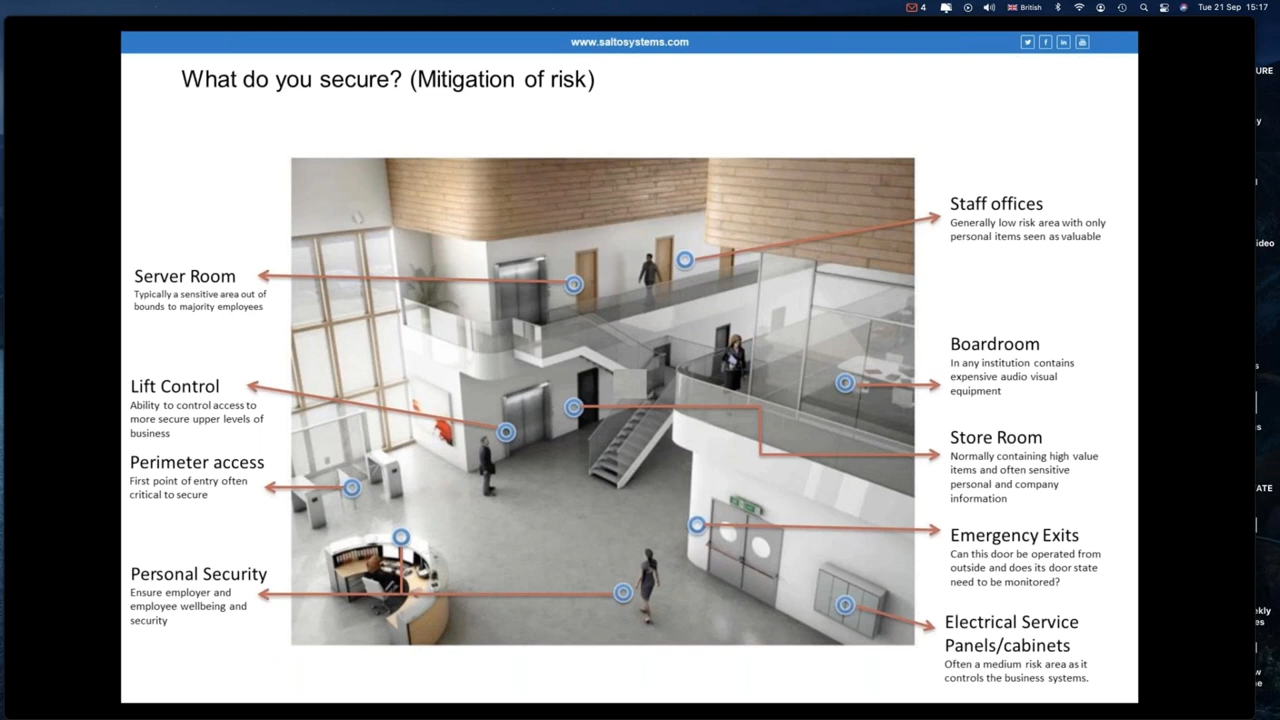 4
British
Tue 21 Sep 15:17
www.saltosystems.com
What do you secure? (Mitigation of risk)
Server Room
Typically a sensitive area out of
bounds to majority employees
Lift Control
Ability to control access to
more secure upper levels of
business
Perimeter access
First point of entry often
critical to secure
Personal Security
Ensure employer and
employee wellbeing and
security
Staff offices
Generally low risk area with only
personal items seen as valuable
Boardroom
In any institution contains
expensive audio visual
equipment
Store Room
Normally containing high value
items and often sensitive
personal and company
information
Emergency Exits
Can this door be operated from
outside and does its door state
need to be monitored?
Electrical Service
Panels/cabinets
Often a medium risk area as it
controls the business systems.